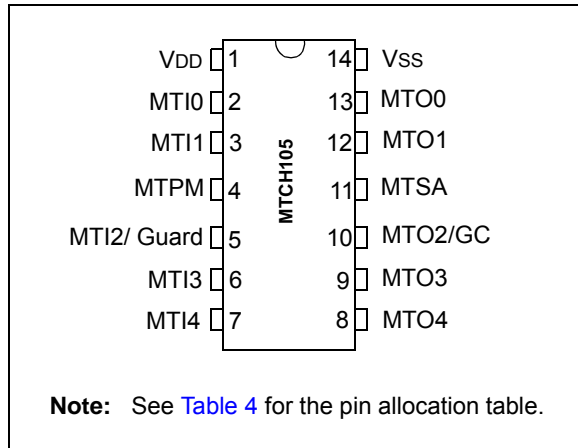 VDD 1 14 VSS
MTI0 2 13 MTO0
MTI1 3 12 MTO1
MTPM 4 11 MTSA
MTI2/ Guard 5 10 MTO2/GC
MTI3 6 9 MTO3
MTI4 7 8 MTO4
MTCH105
Note: See Table 4 for the pin allocation table.